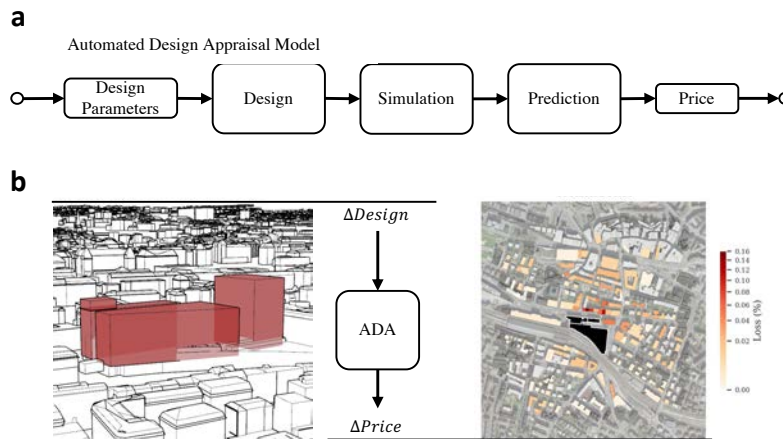 a
Automated Design Appraisal Model
Design
Parameters
Design
Simulation
Prediction
Price
b
ΔDesign
ADA
ΔPrice
0.16
0.14
0.12
0.10
0.08
0.06
0.04
0.02
0.00
Loss (%)